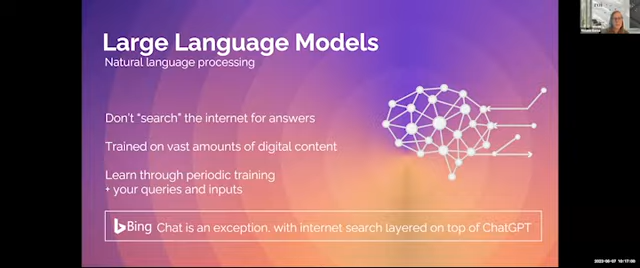 Large Language Models
Natural language processing
Don't "search" the internet for answers
Trained on vast amounts of digital content
Learn through periodic training
+ your queries and inputs
Bing Chat is an exception, with internet search layered on top of ChatGPT